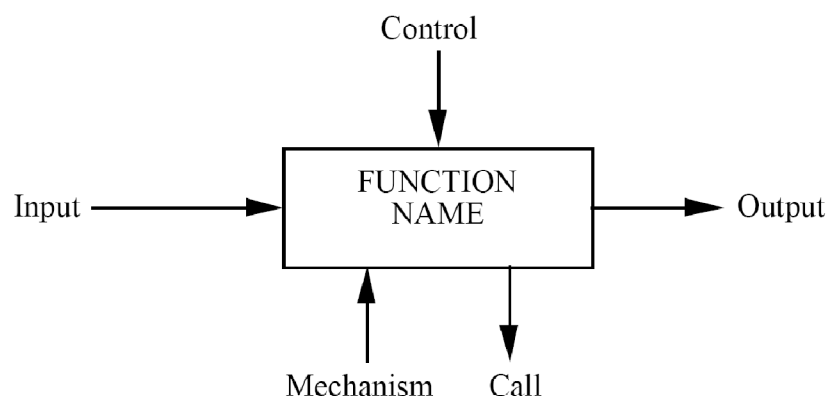 Control
FUNCTION
NAME
Input
Output
Mechanism
Call